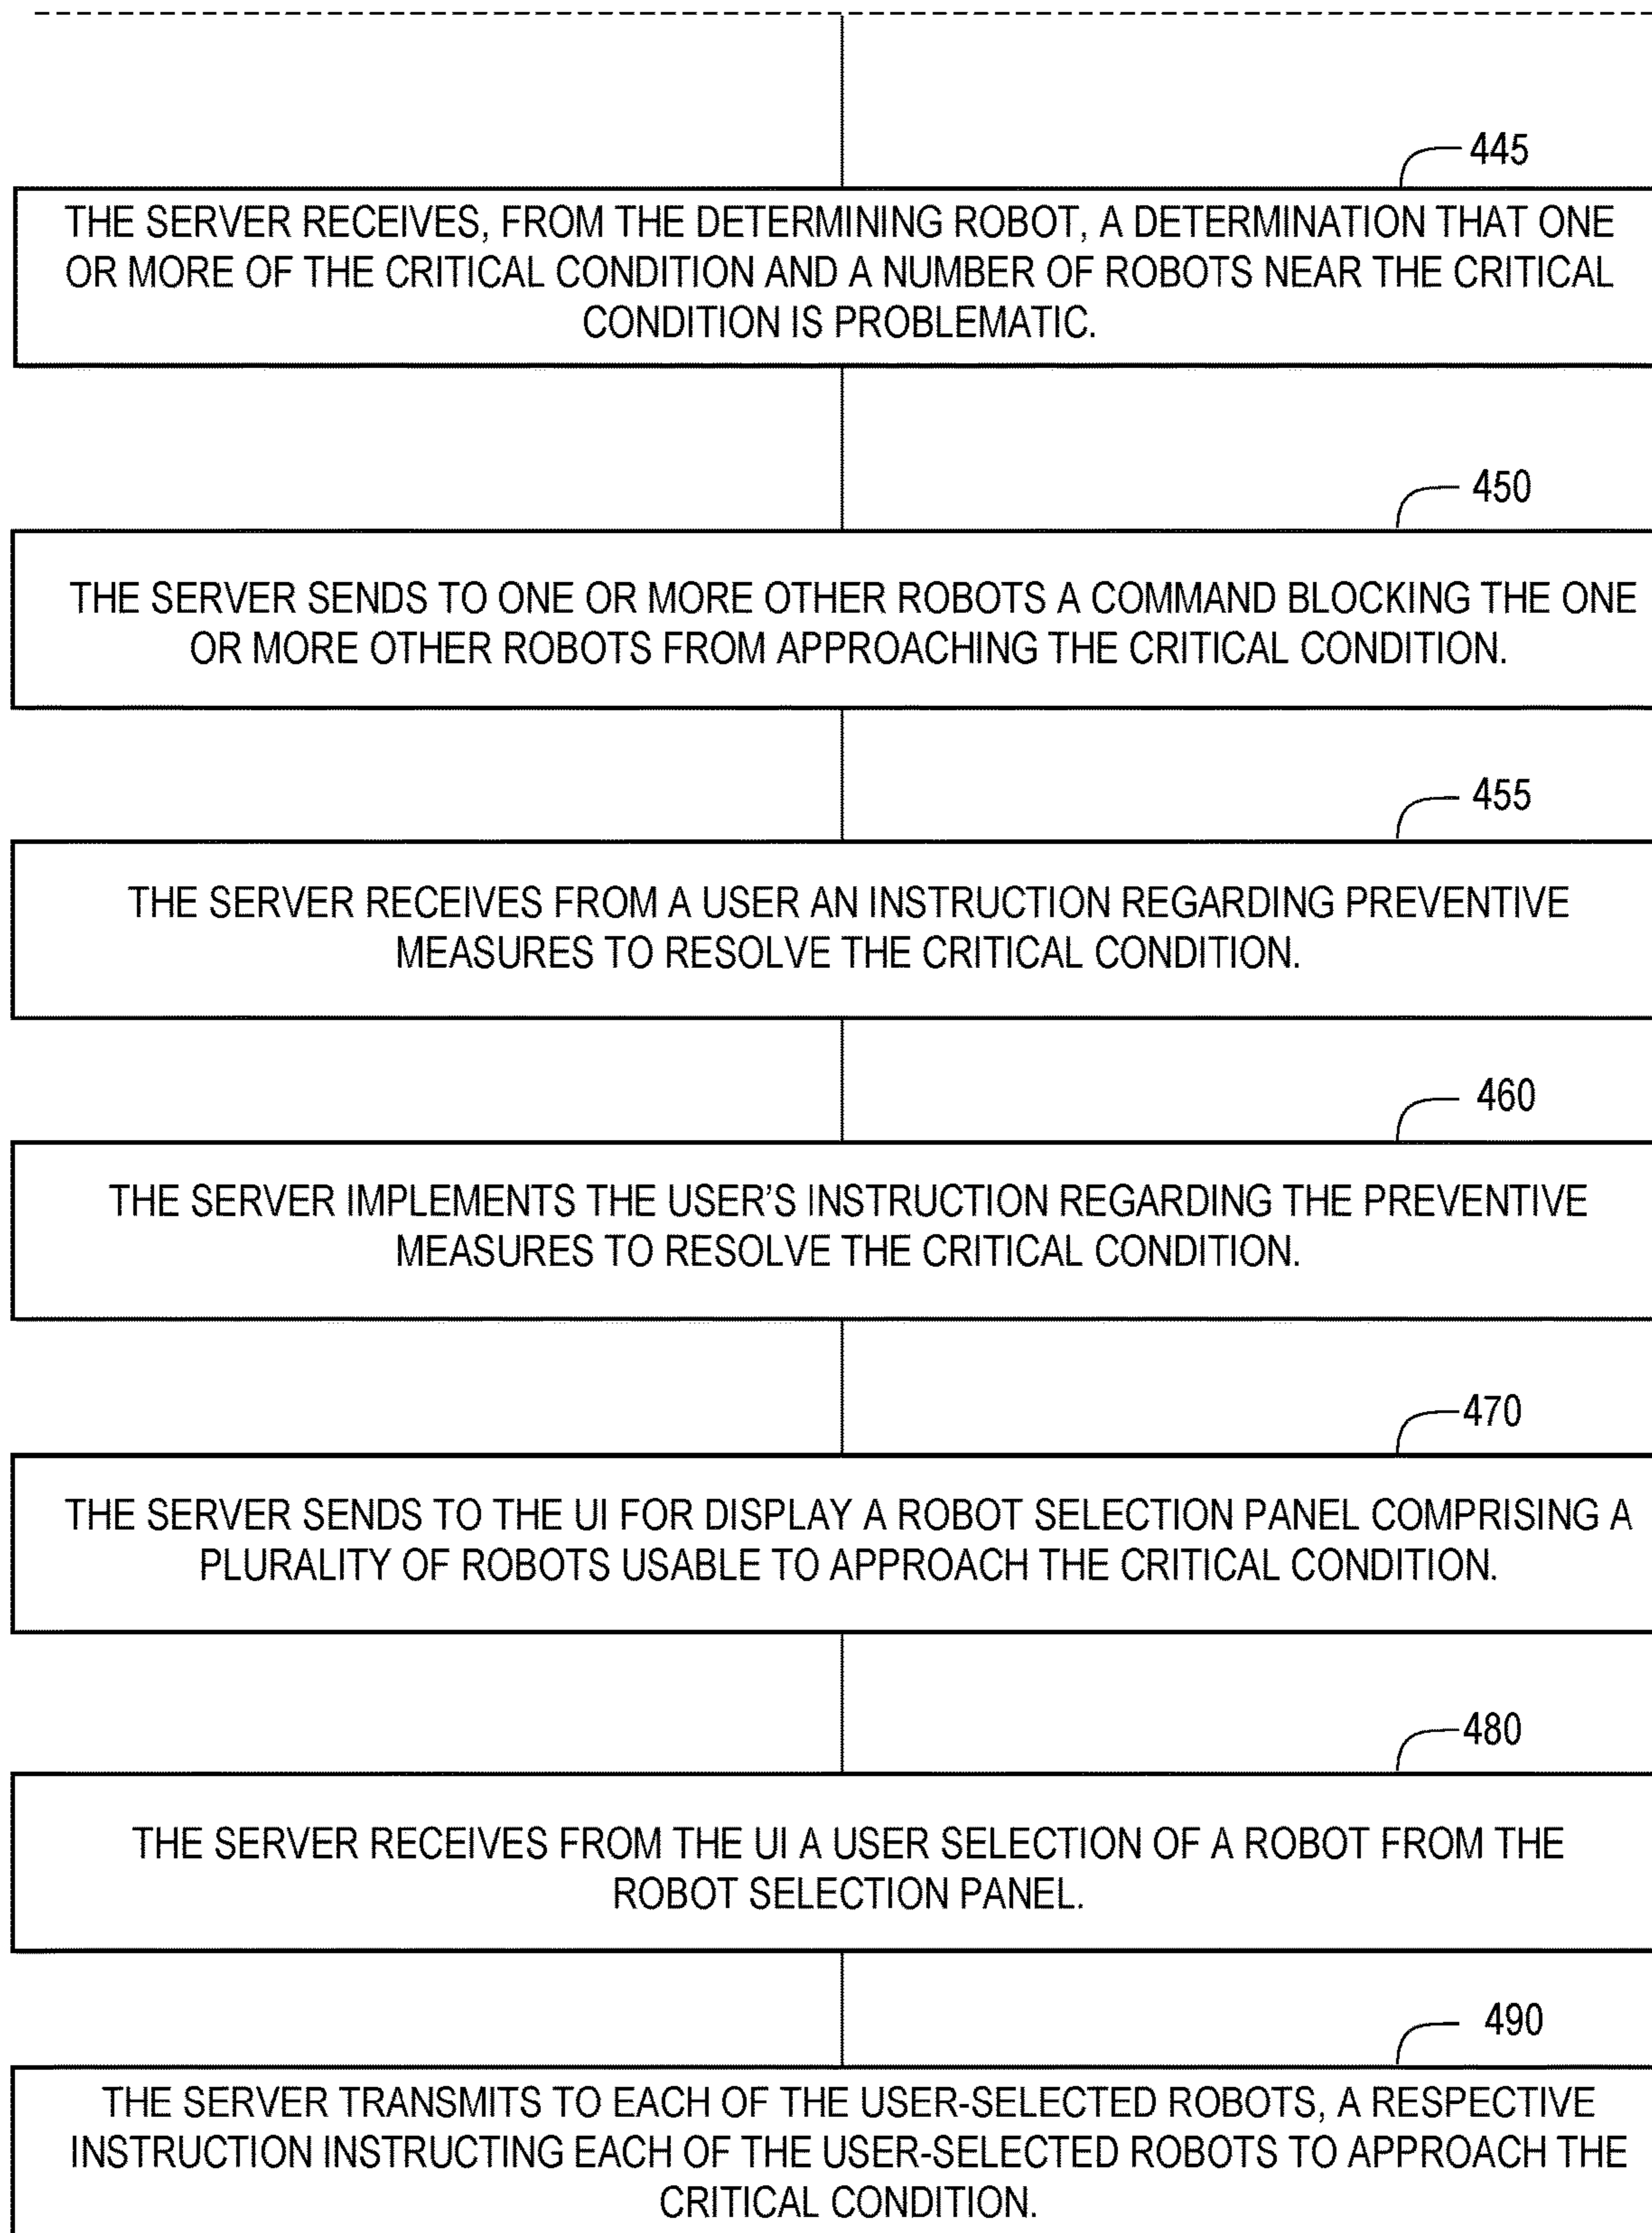 445
THE SERVER RECEIVES, FROM THE DETERMINING ROBOT, A DETERMINATION THAT ONE
OR MORE OF THE CRITICAL CONDITION AND A NUMBER OF ROBOTS NEAR THE CRITICAL
CONDITION IS PROBLEMATIC.
450
THE SERVER SENDS TO ONE OR MORE OTHER ROBOTS A COMMAND BLOCKING THE ONE
OR MORE OTHER ROBOTS FROM APPROACHING THE CRITICAL CONDITION.
455
THE SERVER RECEIVES FROM A USER AN INSTRUCTION REGARDING PREVENTIVE
MEASURES TO RESOLVE THE CRITICAL CONDITION.
460
THE SERVER IMPLEMENTS THE USER'S INSTRUCTION REGARDING THE PREVENTIVE
MEASURES TO RESOLVE THE CRITICAL CONDITION.
470
THE SERVER SENDS TO THE UI FOR DISPLAY A ROBOT SELECTION PANEL COMPRISING A
PLURALITY OF ROBOTS USABLE TO APPROACH THE CRITICAL CONDITION.
480
THE SERVER RECEIVES FROM THE UI A USER SELECTION OF A ROBOT FROM THE
ROBOT SELECTION PANEL.
490
THE SERVER TRANSMITS TO EACH OF THE USER-SELECTED ROBOTS, A RESPECTIVE
INSTRUCTION INSTRUCTING EACH OF THE USER-SELECTED ROBOTS TO APPROACH THE
CRITICAL CONDITION.